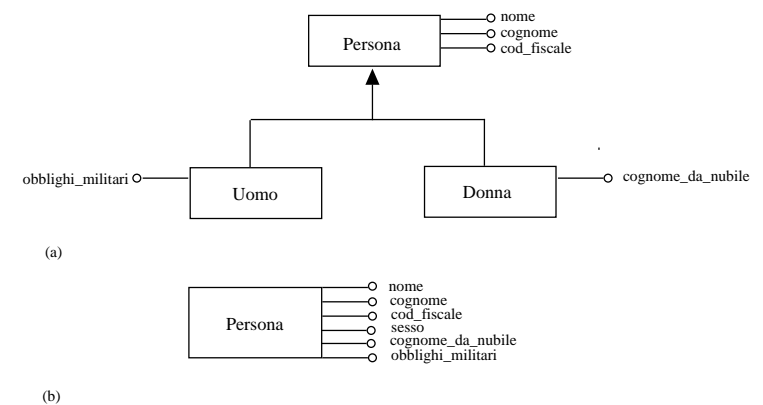 nome
Persona
cognome
cod_fiscale
obblighi_militari
Uomo
Donna
cognome_da_nubile
(a)
nome
cognome
cod_fiscale
Persona
sesso
cognome_da_nubile
obblighi_militari
(b)